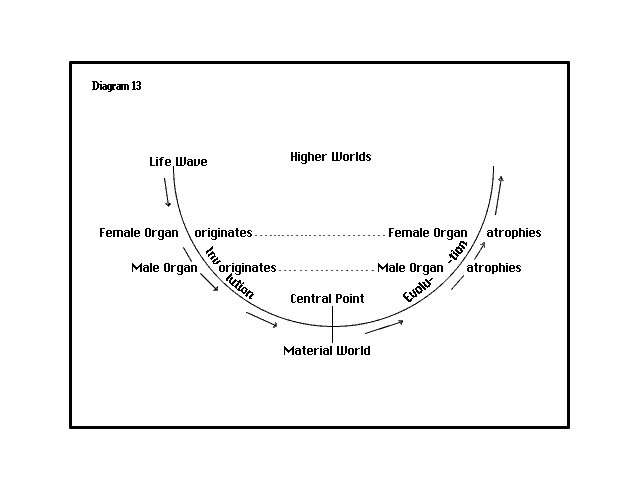 Diagram 13
Life Wave
Higher Worlds
Female Organ originates Female Organ atrophies
Male Organ originates Male Organ atrophies
Inv lution
Evolu- -tion
Central Point
Material World